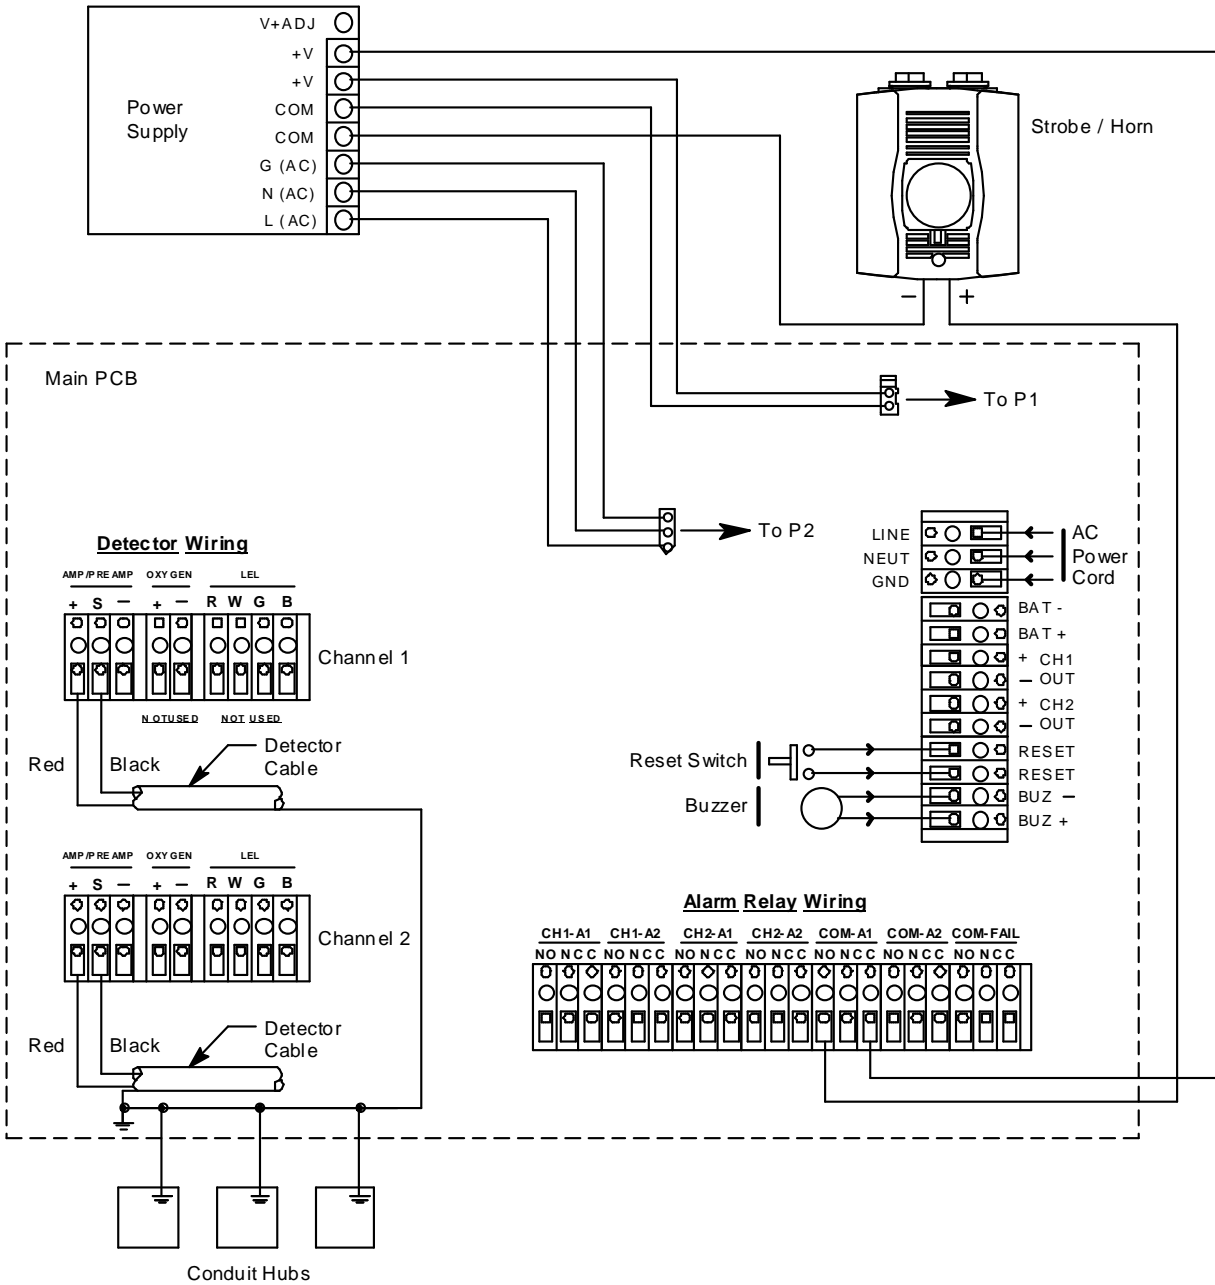 V+ADJ
+V
+V
COM
COM
G (AC)
N (AC)
L (AC)
Power
Supply
Strobe / Horn
− +
Main PCB
To P1
To P2
LINE
NEUT
GND
AC
Power
Cord
BAT -
BAT +
+ CH1
− OUT
+ CH2
− OUT
RESET
RESET
BUZ −
BUZ +
Reset Switch
Buzzer
Detector Wiring
AMP/PREAMP OXYGEN LEL
+ S − + − R W G B
Channel 1
NOT USED NOT USED
Red Black
Detector
Cable
AMP/PREAMP OXYGEN LEL
+ S − + − R W G B
Channel 2
Red Black
Detector
Cable
Alarm Relay Wiring
CH1-A1 CH1-A2 CH2-A1 CH2-A2 COM-A1 COM-A2 COM-FAIL
NO NC C NO NC C NO NC C NO NC C NO NC C NO NC C NO NC C
Conduit Hubs